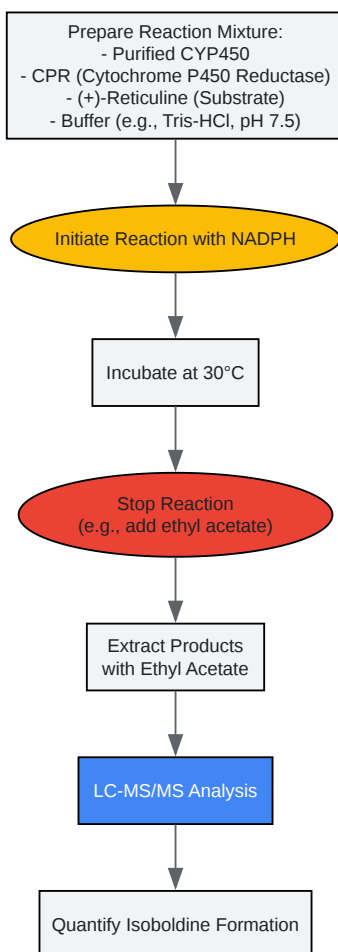 Prepare Reaction Mixture:
- Purified CYP450
- CPR (Cytochrome P450 Reductase)
- (+)-Reticuline (Substrate)
- Buffer (e.g., Tris-HCl, pH 7.5)
Initiate Reaction with NADPH
Incubate at 30°C
Stop Reaction
(e.g., add ethyl acetate)
Extract Products
with Ethyl Acetate
LC-MS/MS Analysis
Quantify Isoboldine Formation